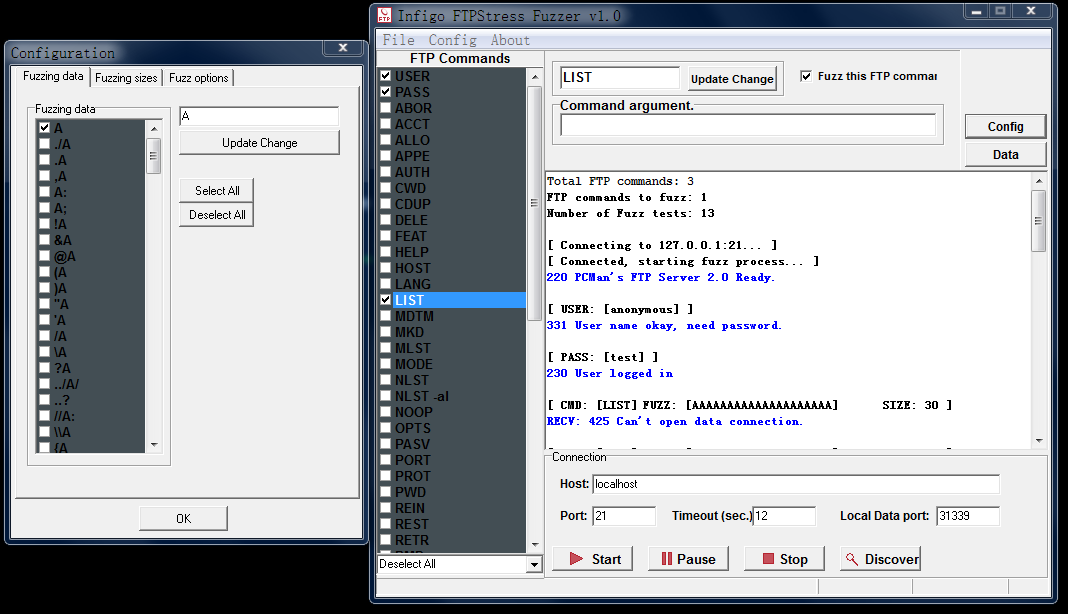 Configuration
Fuzzing data
Fuzzing sizes
Fuzz options
Fuzzing data
A
./A
.A
,A
A:
A;
!A
&A
@A
(A
)A
"A
'A
/A
\A
?A
../A/
..?
//A:
\\A
{A
A
Update Change
Select All
Deselect All
OK
FTP
Infigo FTPStress Fuzzer v1.0
File Config About
FTP Commands
USER
PASS
ABOR
ACCT
ALLO
APPE
AUTH
CWD
CDUP
DELE
FEAT
HELP
HOST
LANG
LIST
MDTM
MKD
MLST
MODE
NLST
NLST -al
NOOP
OPTS
PASV
PORT
PROT
PWD
REIN
REST
RETR
Deselect All
LIST
Update Change
Fuzz this FTP commar
Command argument.
Config
Data
Total FTP commands: 3
FTP commands to fuzz: 1
Number of Fuzz tests: 13
[ Connecting to 127.0.0.1:21... ]
[ Connected, starting fuzz process... ]
220 PCMan's FTP Server 2.0 Ready.
[ USER: [anonymous] ]
331 User name okay, need password.
[ PASS: [test] ]
230 User logged in
[ CMD: [LIST] FUZZ: [AAAAAAAAAAAAAAAAAAAA] SIZE: 30 ]
RECV: 425 Can't open data connection.
Connection
Host: localhost
Port: 21 Timeout (sec.) 12 Local Data port: 31339
Start Pause Stop Discover